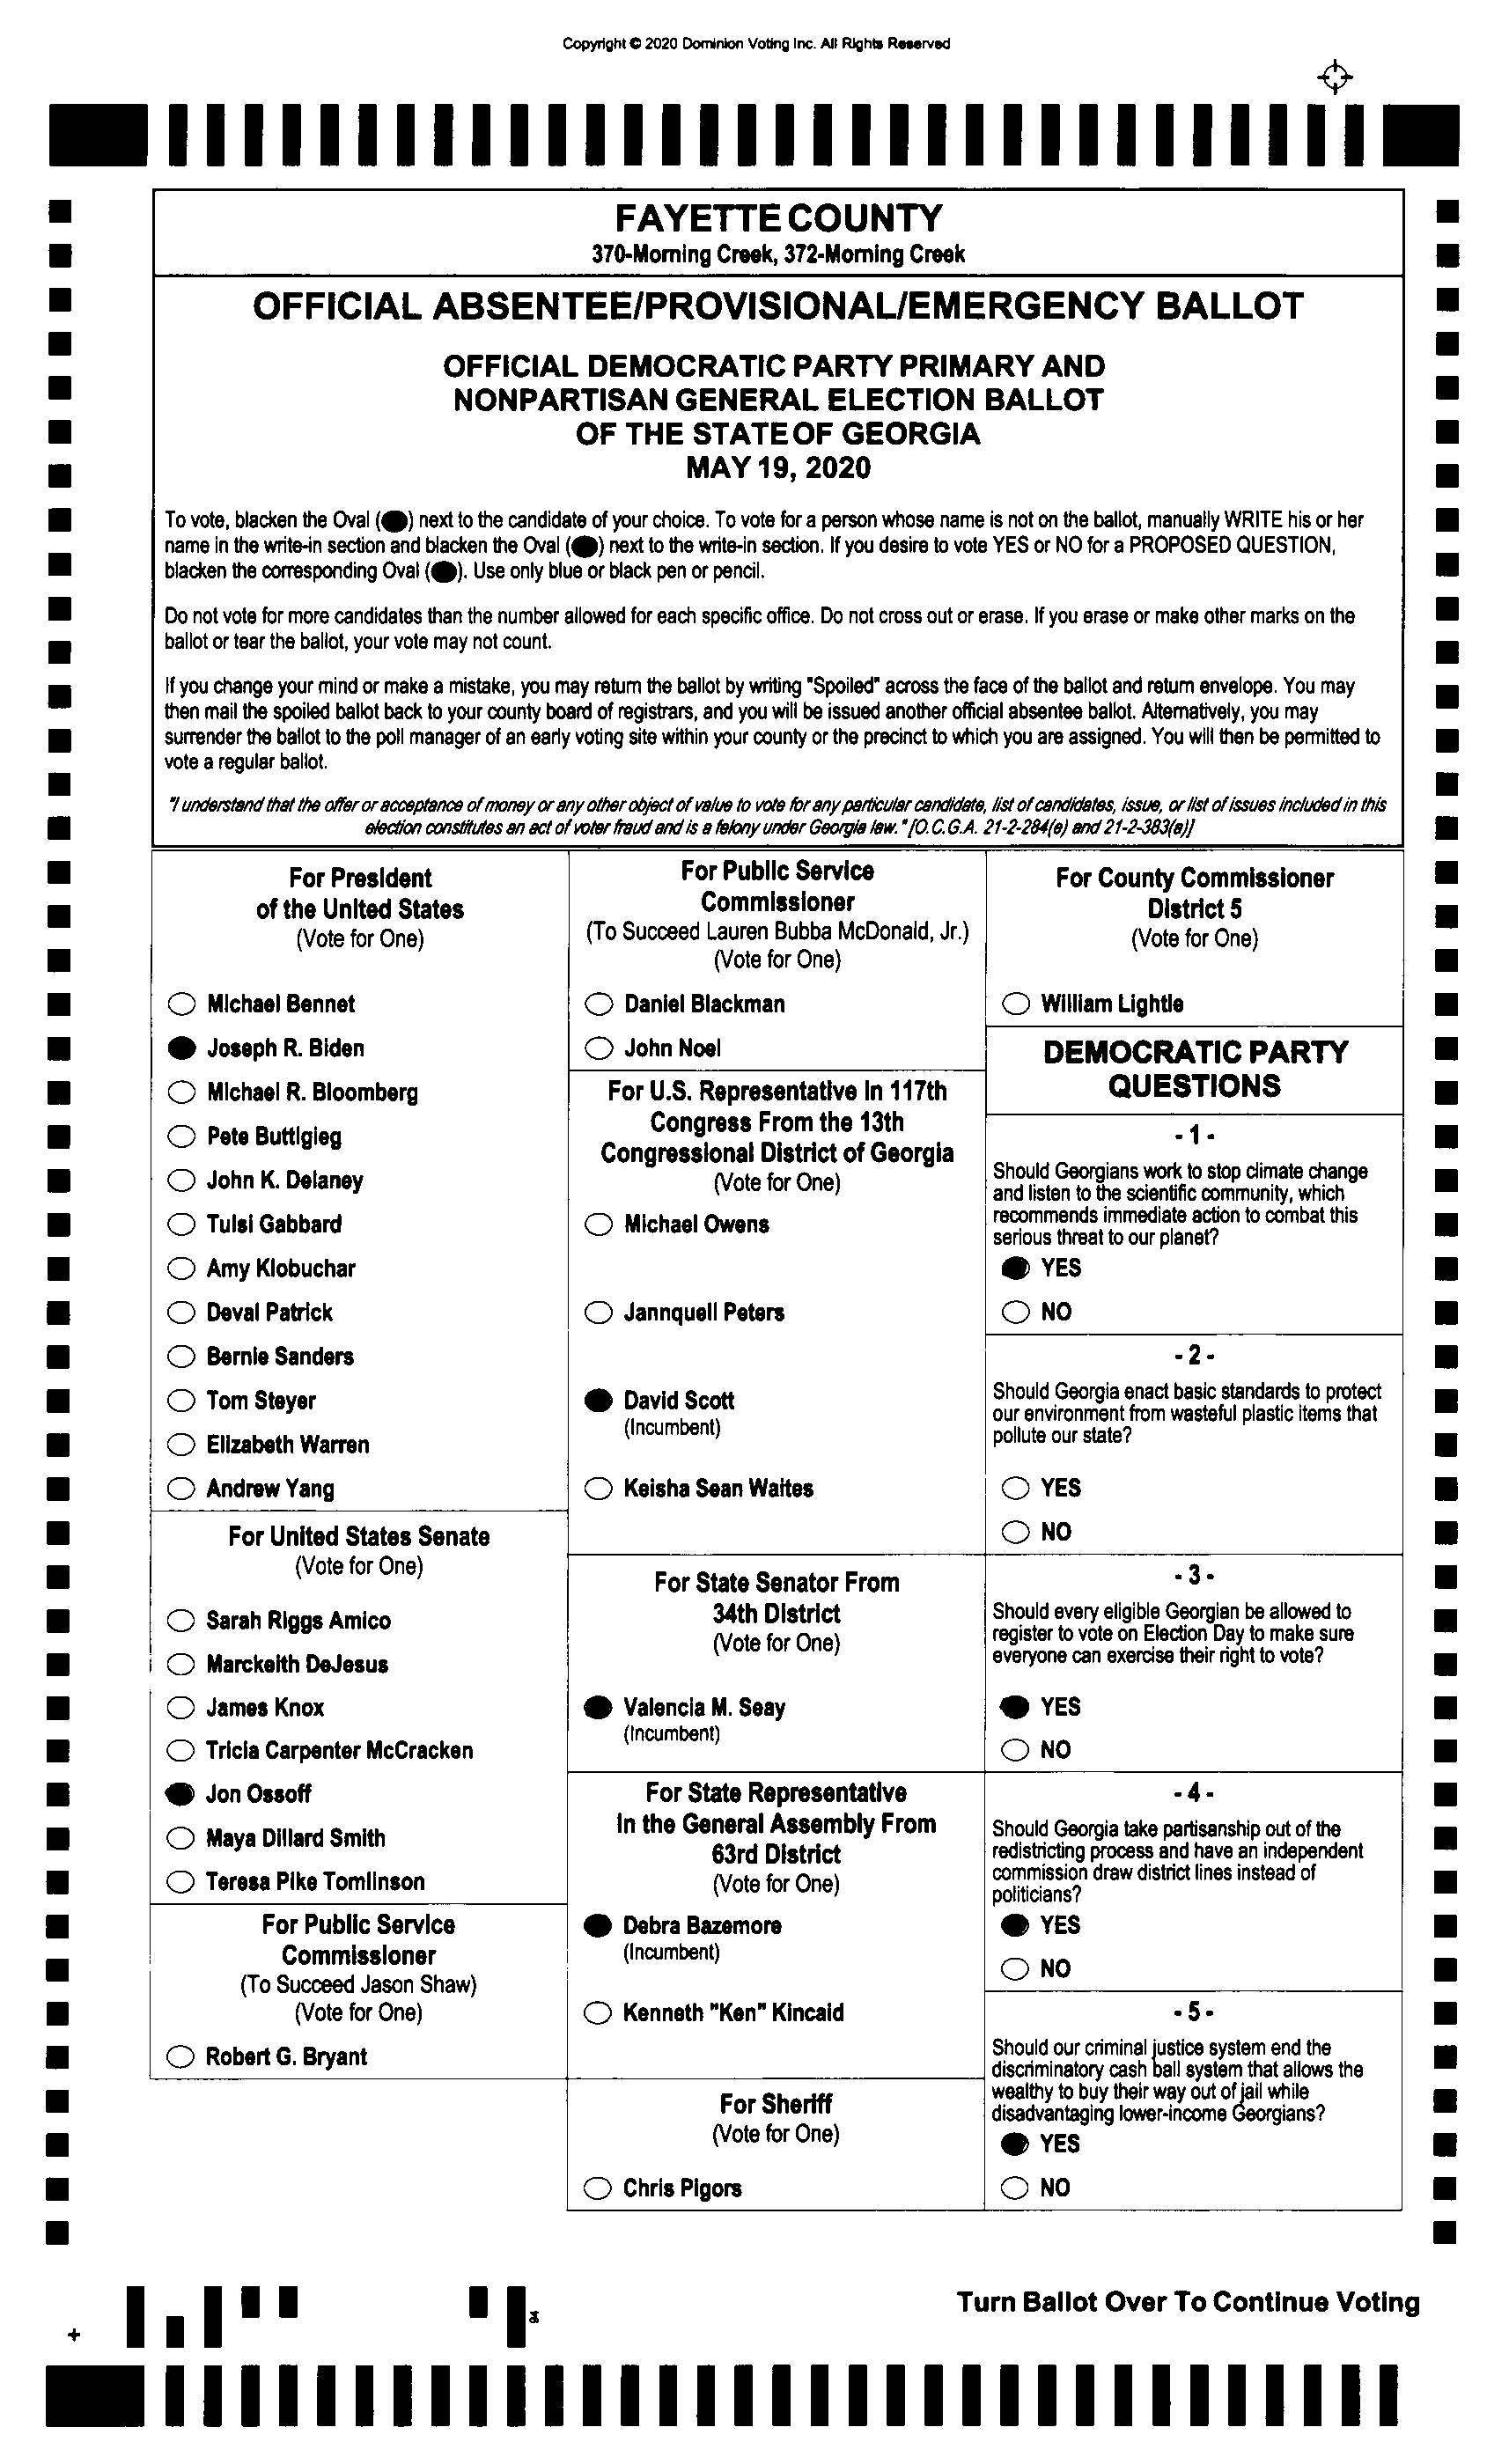 Copyright © 2020 Dominion Voting Inc. All Rights Reserved
FAYETTE COUNTY
370-Morning Creek, 372-Morning Creek
OFFICIAL ABSENTEE/PROVISIONAL/EMERGENCY BALLOT
OFFICIAL DEMOCRATIC PARTY PRIMARY AND
NONPARTISAN GENERAL ELECTION BALLOT
OF THE STATE OF GEORGIA
MAY 19, 2020
To vote, blacken the Oval ( ) next to the candidate of your choice. To vote for a person whose name is not on the ballot, manually WRITE his or her
name in the write-in section and blacken the Oval ( ) next to the write-in section. If you desire to vote YES or NO for a PROPOSED QUESTION,
blacken the corresponding Oval ( ). Use only blue or black pen or pencil.
Do not vote for more candidates than the number allowed for each specific office. Do not cross out or erase. If you erase or make other marks on the
ballot or tear the ballot, your vote may not count.
If you change your mind or make a mistake, you may return the ballot by writing "Spoiled" across the face of the ballot and return envelope. You may
then mail the spoiled ballot back to your county board of registrars, and you will be issued another official absentee ballot. Alternatively, you may
surrender the ballot to the poll manager of an early voting site within your county or the precinct to which you are assigned. You will then be permitted to
vote a regular ballot.
"I understand that the offer or acceptance of money or any other object of value to vote for any particular candidate, list of candidates, issue, or list of issues included in this
election constitutes an act of voter fraud and is a felony under Georgia law." [O.C.G.A. 21-2-284(e) and 21-2-383(a)]
For President
of the United States
(Vote for One)
Michael Bennet
Joseph R. Biden
Michael R. Bloomberg
Pete Buttigieg
John K. Delaney
Tulsi Gabbard
Amy Klobuchar
Deval Patrick
Bernie Sanders
Tom Steyer
Elizabeth Warren
Andrew Yang
For United States Senate
(Vote for One)
Sarah Riggs Amico
Marckeith DeJesus
James Knox
Tricia Carpenter McCracken
Jon Ossoff
Maya Dillard Smith
Teresa Pike Tomlinson
For Public Service
Commissioner
(To Succeed Jason Shaw)
(Vote for One)
Robert G. Bryant
For Public Service
Commissioner
(To Succeed Lauren Bubba McDonald, Jr.)
(Vote for One)
Daniel Blackman
John Noel
For U.S. Representative in 117th
Congress From the 13th
Congressional District of Georgia
(Vote for One)
Michael Owens
Jannquell Peters
David Scott
(Incumbent)
Keisha Sean Waites
For State Senator From
34th District
(Vote for One)
Valencia M. Seay
(Incumbent)
For State Representative
In the General Assembly From
63rd District
(Vote for One)
Debra Bazemore
(Incumbent)
Kenneth "Ken" Kincaid
For Sheriff
(Vote for One)
Chris Pigors
For County Commissioner
District 5
(Vote for One)
William Lightle
DEMOCRATIC PARTY
QUESTIONS
- 1 -
Should Georgians work to stop climate change
and listen to the scientific community, which
recommends immediate action to combat this
serious threat to our planet?
YES
NO
- 2 -
Should Georgia enact basic standards to protect
our environment from wasteful plastic items that
pollute our state?
YES
NO
- 3 -
Should every eligible Georgian be allowed to
register to vote on Election Day to make sure
everyone can exercise their right to vote?
YES
NO
- 4 -
Should Georgia take partisanship out of the
redistricting process and have an independent
commission draw district lines instead of
politicians?
YES
NO
- 5 -
Should our criminal justice system end the
discriminatory cash bail system that allows the
wealthy to buy their way out of jail while
disadvantaging lower-income Georgians?
YES
NO
Turn Ballot Over To Continue Voting